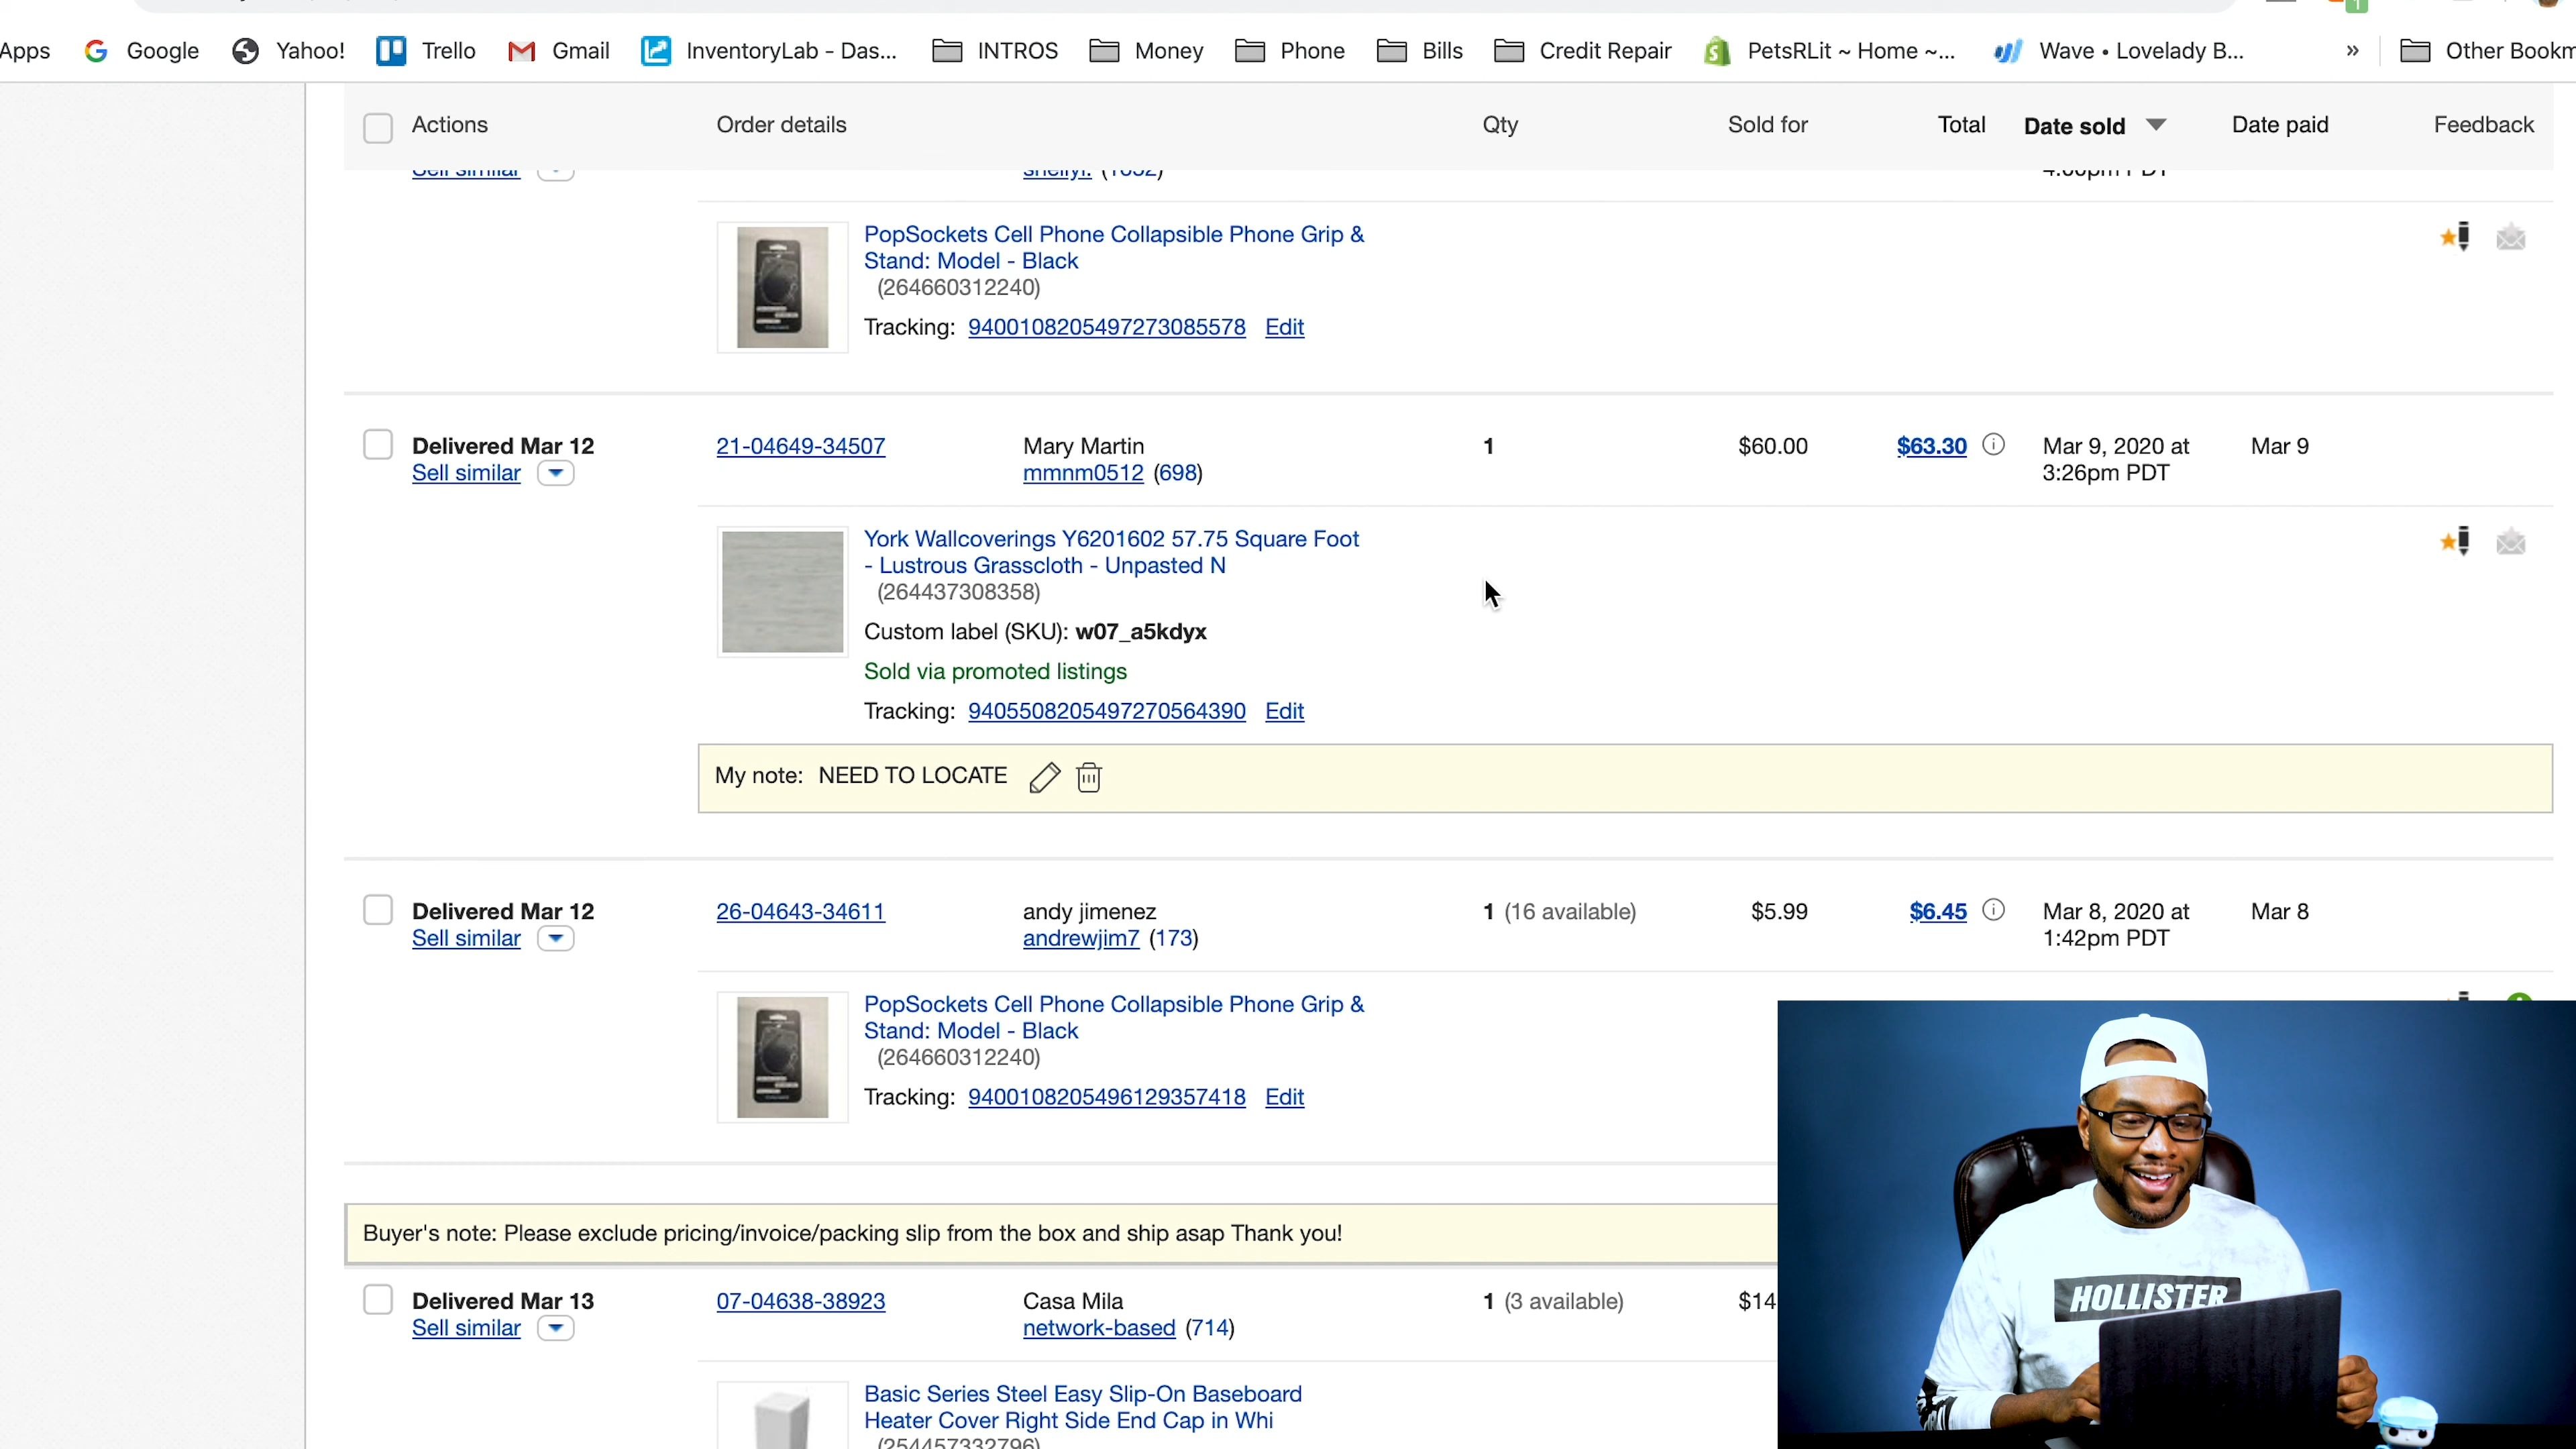 Apps Google Yahoo! Trello Gmail InventoryLab - Das... INTROS Money Phone Bills Credit Repair PetsRLit ~ Home ~... Wave • Lovelady B... » Other Bookm
Actions Order details Qty Sold for Total Date sold Date paid Feedback
Sell similar
PopSockets Cell Phone Collapsible Phone Grip &
Stand: Model - Black
(264660312240)
Tracking: 9400108205497273085578 Edit
Delivered Mar 12 21-04649-34507 Mary Martin 1 $60.00 $63.30 Mar 9, 2020 at Mar 9
Sell similar mmnm0512 (698) 3:26pm PDT
York Wallcoverings Y6201602 57.75 Square Foot
- Lustrous Grasscloth - Unpasted N
(264437308358)
Custom label (SKU): w07_a5kdyx
Sold via promoted listings
Tracking: 9405508205497270564390 Edit
My note: NEED TO LOCATE
Delivered Mar 12 26-04643-34611 andy jimenez 1 (16 available) $5.99 $6.45 Mar 8, 2020 at Mar 8
Sell similar andrewjim7 (173) 1:42pm PDT
PopSockets Cell Phone Collapsible Phone Grip &
Stand: Model - Black
(264660312240)
Tracking: 9400108205496129357418 Edit
Buyer's note: Please exclude pricing/invoice/packing slip from the box and ship asap Thank you!
Delivered Mar 13 07-04638-38923 Casa Mila 1 (3 available) $14
Sell similar network-based (714)
Basic Series Steel Easy Slip-On Baseboard
Heater Cover Right Side End Cap in Whi
(254457332796)
HOLLISTER